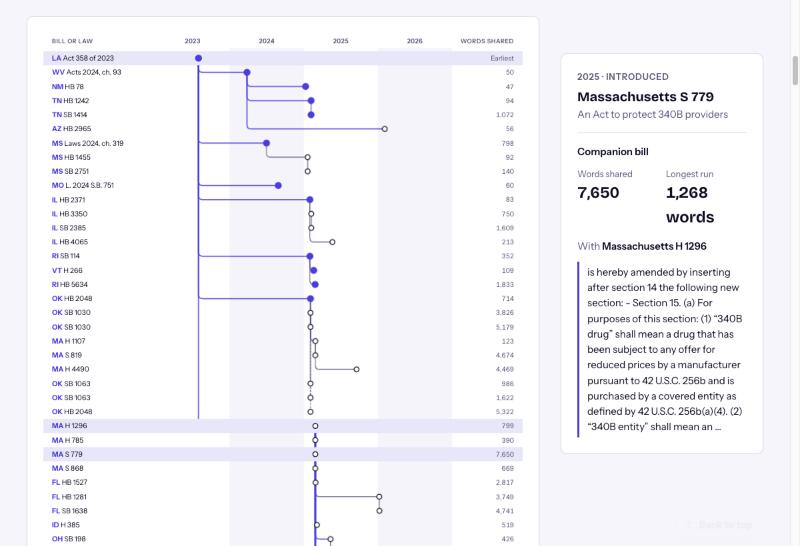 BILL OR LAW 2023 2024 2025 2026 WORDS SHARED
LA Act 358 of 2023 Earliest
WV Acts 2024, ch. 93 50
NM HB 78 47
TN HB 1242 94
TN SB 1414 1,072
AZ HB 2965 56
MS Laws 2024, ch. 319 798
MS HB 1455 92
MS SB 2751 140
MO L. 2024 S.B. 751 60
IL HB 2371 83
IL HB 3350 750
IL SB 2385 1,609
IL HB 4065 213
RI SB 114 352
VT H 266 109
RI HB 5634 1,833
OK HB 2048 714
OK SB 1030 3,826
OK SB 1030 5,179
MA H 1107 123
MA S 819 4,674
MA H 4490 4,469
OK SB 1063 986
OK SB 1063 1,622
OK HB 2048 5,322
MA H 1296 799
MA H 785 390
MA S 779 7,650
MA S 868 669
FL HB 1527 2,817
FL HB 1281 3,749
FL SB 1638 4,741
ID H 385 519
OH SB 196 426
2025 · INTRODUCED
Massachusetts S 779
An Act to protect 340B providers
Companion bill
Words shared Longest run
7,650 1,268
words
With Massachusetts H 1296
is hereby amended by inserting
after section 14 the following new
section: - Section 15. (a) For
purposes of this section: (1) “340B
drug” shall mean a drug that has
been subject to any offer for
reduced prices by a manufacturer
pursuant to 42 U.S.C. 256b and is
purchased by a covered entity as
defined by 42 U.S.C. 256b(a)(4). (2)
“340B entity” shall mean an ...
Back to top